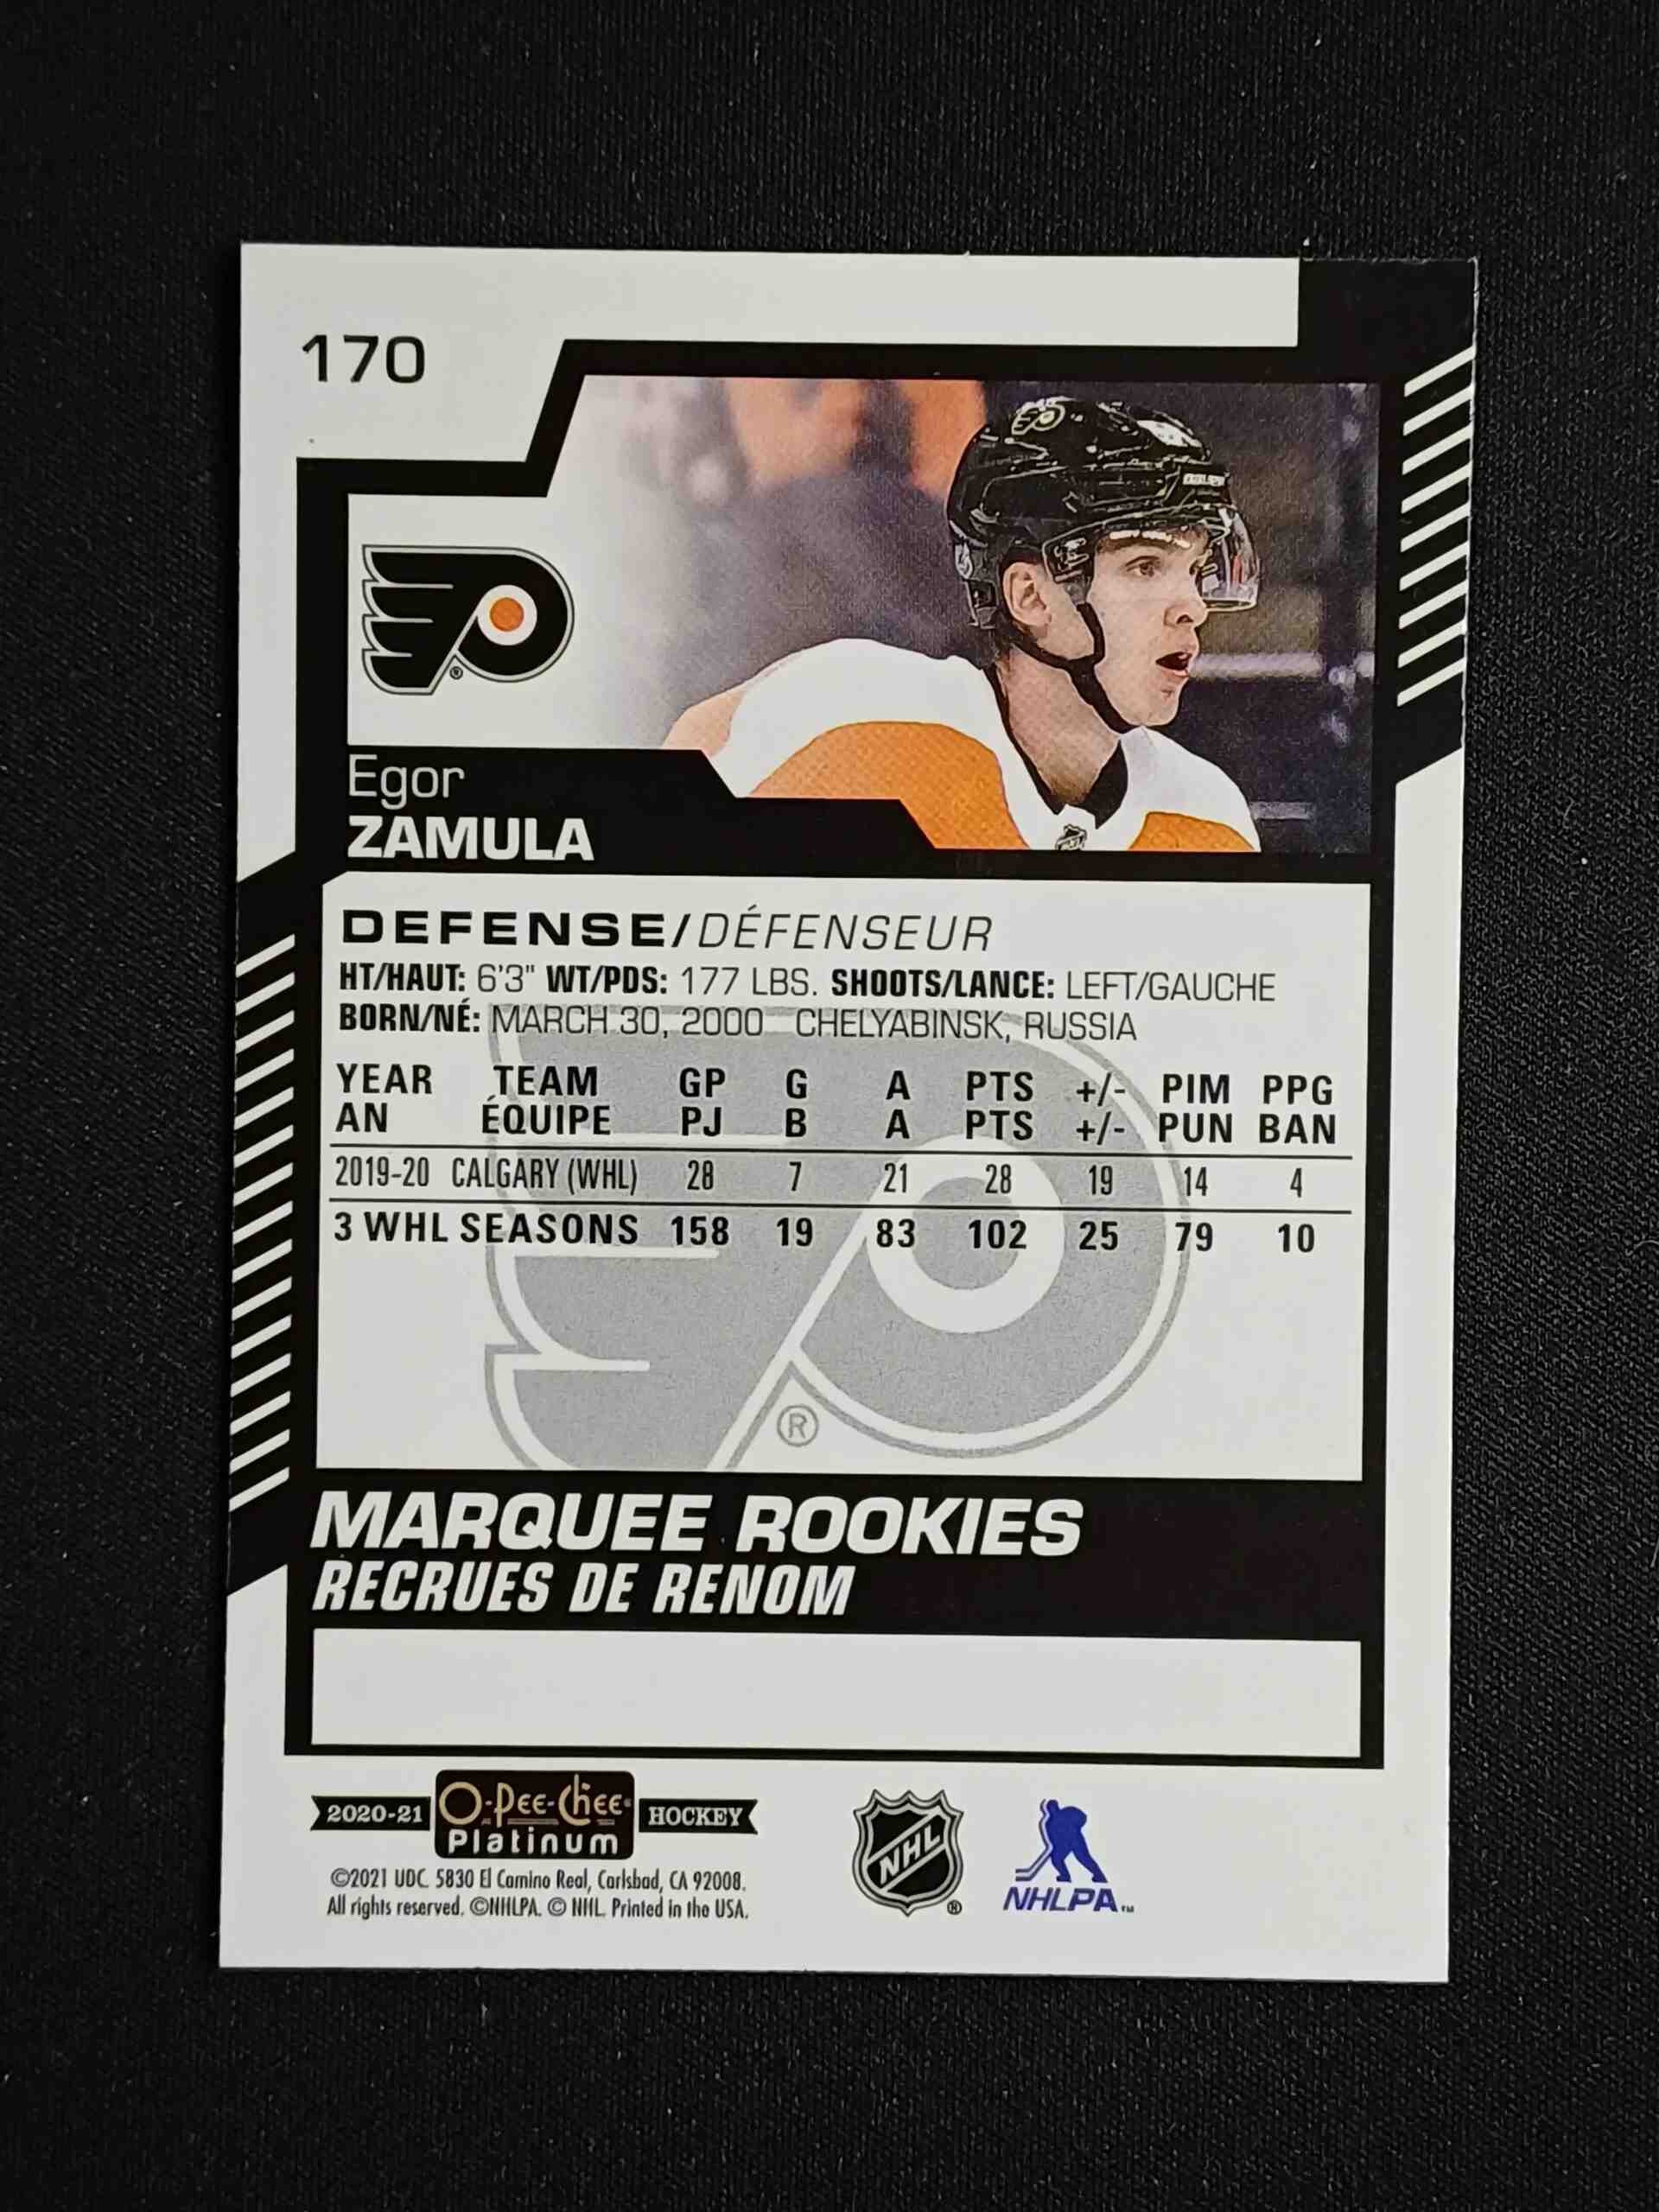 170
Egor
ZAMULA
DEFENSE/DÉFENSEUR
HT/HAUT: 6'3" WT/PDS: 177 LBS. SHOOTS/LANCE: LEFT/GAUCHE
BORN/NÉ: MARCH 30, 2000 CHELYABINSK, RUSSIA
YEAR TEAM GP G A PTS +/- PIM PPG
AN ÉQUIPE PJ B A PTS +/- PUN BAN
2019-20 CALGARY (WHL) 28 7 21 28 19 14 4
3 WHL SEASONS 158 19 83 102 25 79 10
®
MARQUEE ROOKIES
RECRUES DE RENOM
2020-21 O-Pee-Chee Platinum HOCKEY
©2021 UDC. 5830 El Camino Real, Carlsbad, CA 92008.
All rights reserved. ©NHLPA. © NHL. Printed in the USA.
NHL ®
NHLPA™